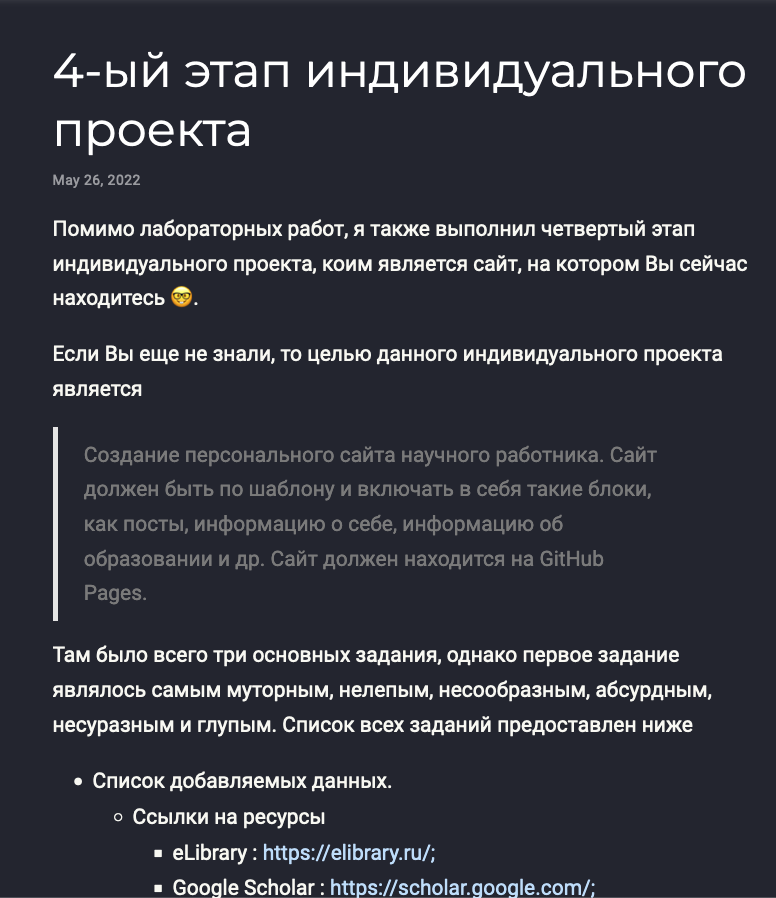 4-ый этап индивидуального
проекта
May 26, 2022
Помимо лабораторных работ, я также выполнил четвертый этап
индивидуального проекта, коим является сайт, на котором Вы сейчас
находитесь 🤓.
Если Вы еще не знали, то целью данного индивидуального проекта
является
Создание персонального сайта научного работника. Сайт
должен быть по шаблону и включать в себя такие блоки,
как посты, информацию о себе, информацию об
образовании и др. Сайт должен находится на GitHub
Pages.
Там было всего три основных задания, однако первое задание
являлось самым муторным, нелепым, несообразным, абсурдным,
несуразным и глупым. Список всех заданий предоставлен ниже
• Список добавляемых данных.
◦ Ссылки на ресурсы
▪ eLibrary : https://elibrary.ru/;
▪ Google Scholar : https://scholar.google.com/;